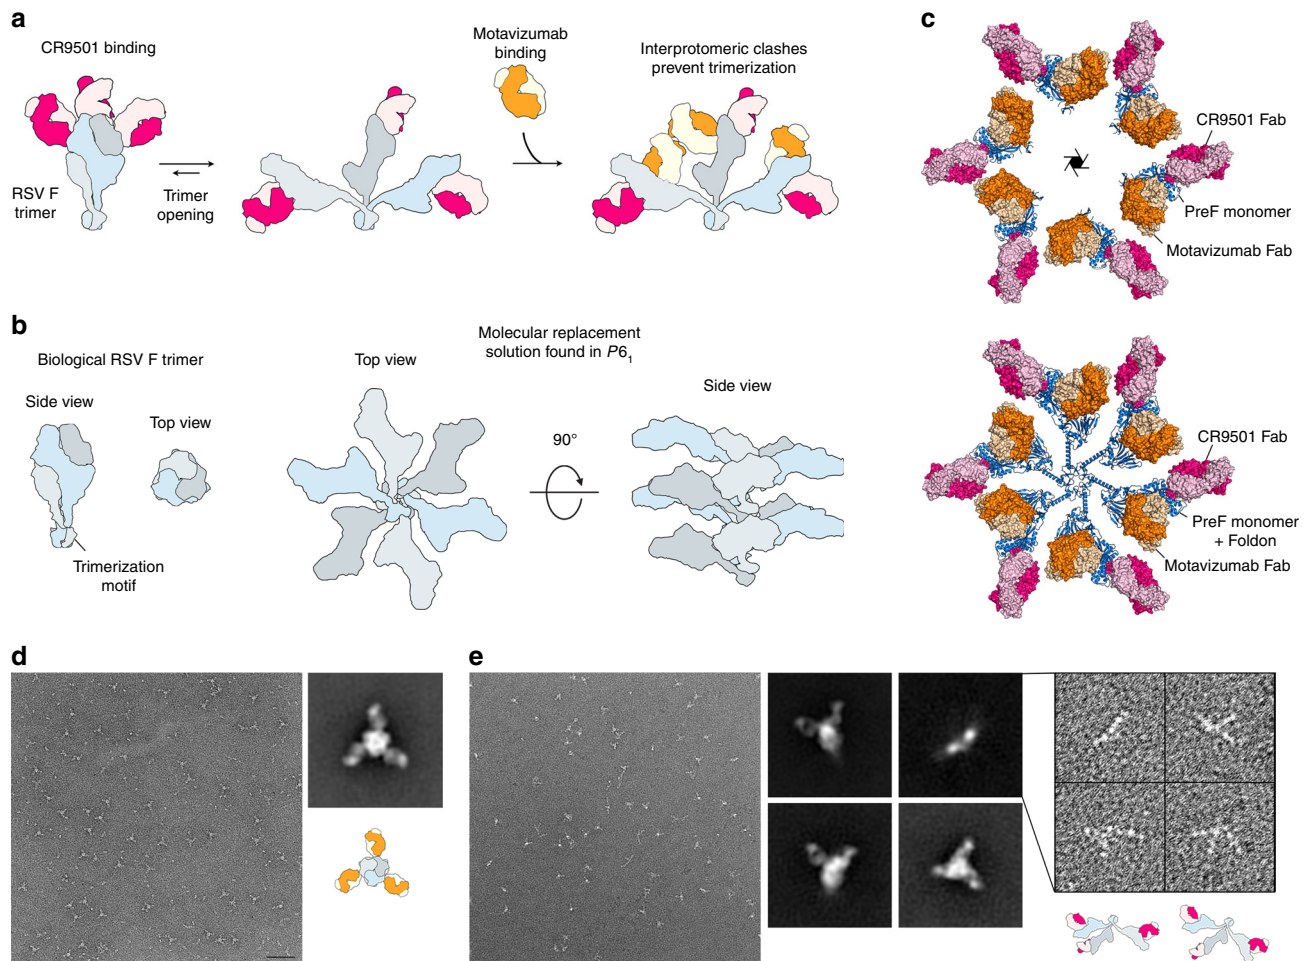 a
CR9501 binding
RSV F
trimer
Trimer
opening
Motavizumab
binding
Interprotomeric clashes
prevent trimerization
b
Biological RSV F trimer
Side view
Top view
Trimerization
motif
Top view
Molecular replacement
solution found in P6₁
90°
Side view
c
CR9501 Fab
PreF monomer
Motavizumab Fab
CR9501 Fab
PreF monomer
+ Foldon
Motavizumab Fab
d
e